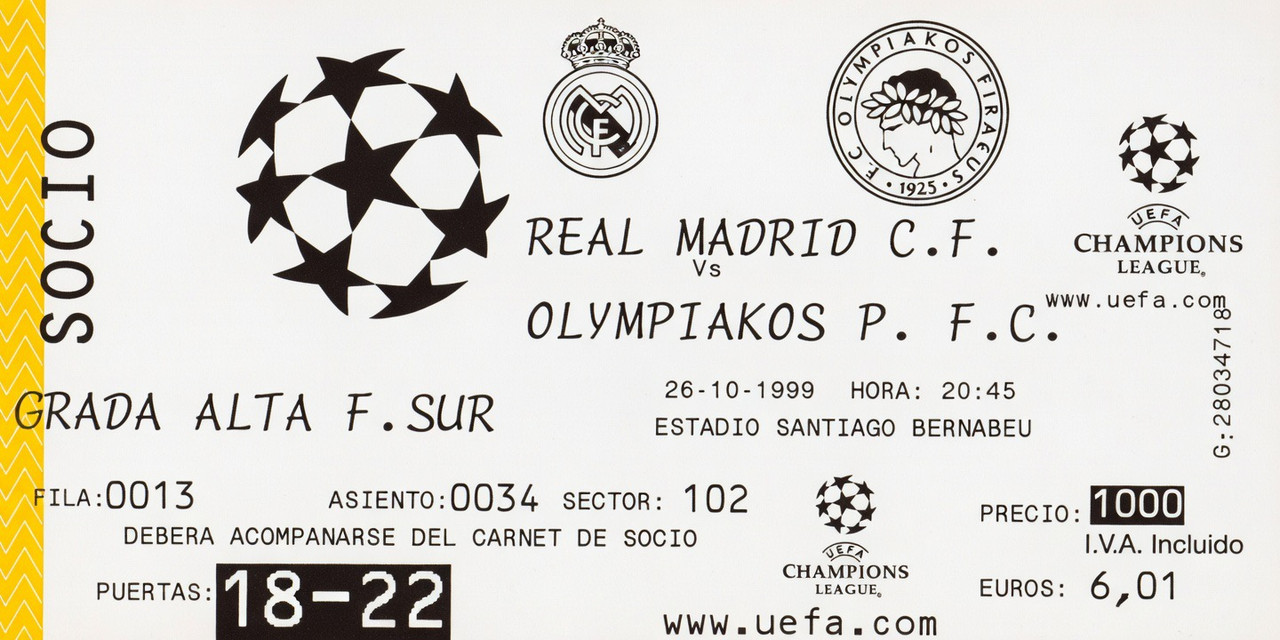 SOCIO
F.C OLYMPIAKOS PIRAEUS
• 1925 •
REAL MADRID C.F.
Vs
OLYMPIAKOS P. F.C.
UEFA
CHAMPIONS
LEAGUE®
www.uefa.com
G:280347118
26-10-1999 HORA: 20:45
ESTADIO SANTIAGO BERNABEU
GRADA ALTA F.SUR
FILA:0013 ASIENTO:0034 SECTOR: 102
DEBERA ACOMPANARSE DEL CARNET DE SOCIO
PUERTAS:18-22
UEFA
CHAMPIONS
LEAGUE®
www.uefa.com
PRECIO: 1000
I.V.A. Incluido
EUROS: 6,01